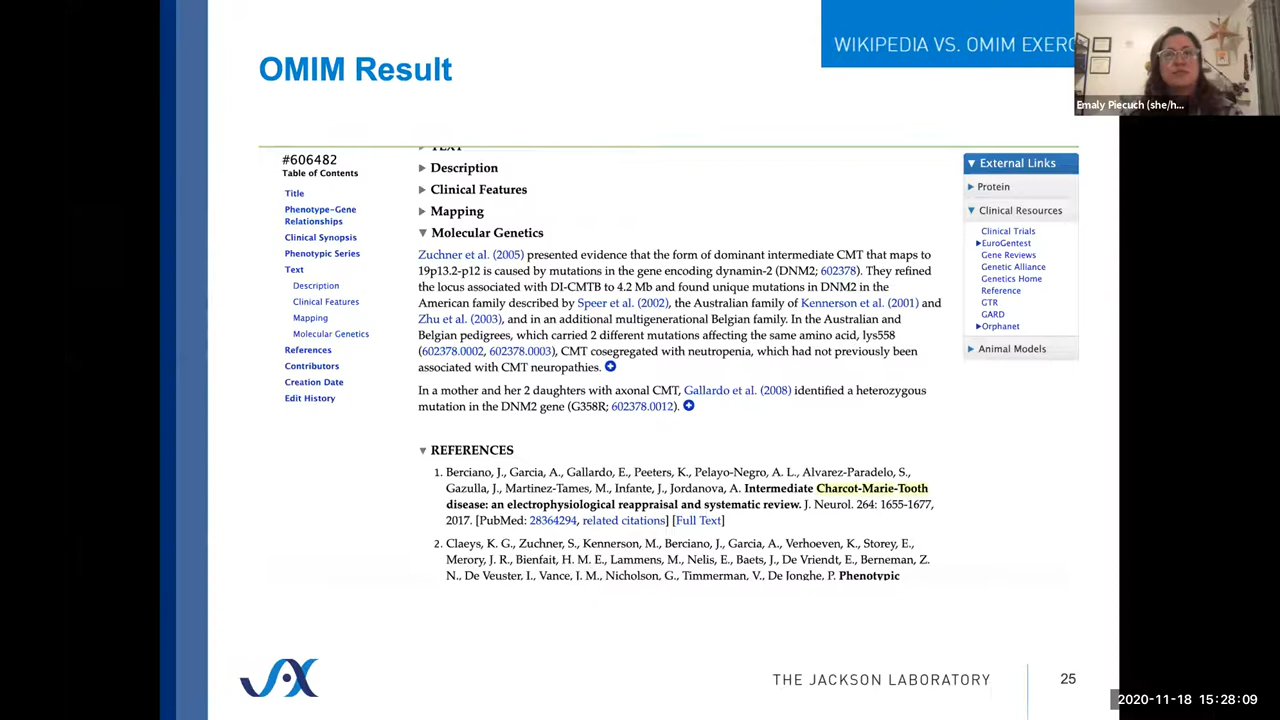 WIKIPEDIA VS. OMIM EXERC
OMIM Result
Emaly Piecuch (she/h...
#606482
Table of Contents
Title
Phenotype-Gene
Relationships
Clinical Synopsis
Phenotypic Series
Text
Description
Clinical Features
Mapping
Molecular Genetics
References
Contributors
Creation Date
Edit History
TEXT
Description
Clinical Features
Mapping
Molecular Genetics
Zuchner et al. (2005) presented evidence that the form of dominant intermediate CMT that maps to
19p13.2-p12 is caused by mutations in the gene encoding dynamin-2 (DNM2; 602378). They refined
the locus associated with DI-CMTB to 4.2 Mb and found unique mutations in DNM2 in the
American family described by Speer et al. (2002), the Australian family of Kennerson et al. (2001) and
Zhu et al. (2003), and in an additional multigenerational Belgian family. In the Australian and
Belgian pedigrees, which carried 2 different mutations affecting the same amino acid, lys558
(602378.0002, 602378.0003), CMT cosegregated with neutropenia, which had not previously been
associated with CMT neuropathies.
In a mother and her 2 daughters with axonal CMT, Gallardo et al. (2008) identified a heterozygous
mutation in the DNM2 gene (G358R; 602378.0012).
REFERENCES
1. Berciano, J., Garcia, A., Gallardo, E., Peeters, K., Pelayo-Negro, A. L., Alvarez-Paradelo, S.,
Gazulla, J., Martinez-Tames, M., Infante, J., Jordanova, A. Intermediate Charcot-Marie-Tooth
disease: an electrophysiological reappraisal and systematic review. J. Neurol. 264: 1655-1677,
2017. [PubMed: 28364294, related citations] [Full Text]
2. Claeys, K. G., Zuchner, S., Kennerson, M., Berciano, J., Garcia, A., Verhoeven, K., Storey, E.,
Merory, J. R., Bienfait, H. M. E., Lammens, M., Nelis, E., Baets, J., De Vriendt, E., Berneman, Z.
N., De Veuster, I., Vance, J. M., Nicholson, G., Timmerman, V., De Jonghe, P. Phenotypic
External Links
Protein
Clinical Resources
Clinical Trials
EuroGentest
Gene Reviews
Genetic Alliance
Genetics Home
Reference
GTR
GARD
Orphanet
Animal Models
THE JACKSON LABORATORY
25
2020-11-18 15:28:09